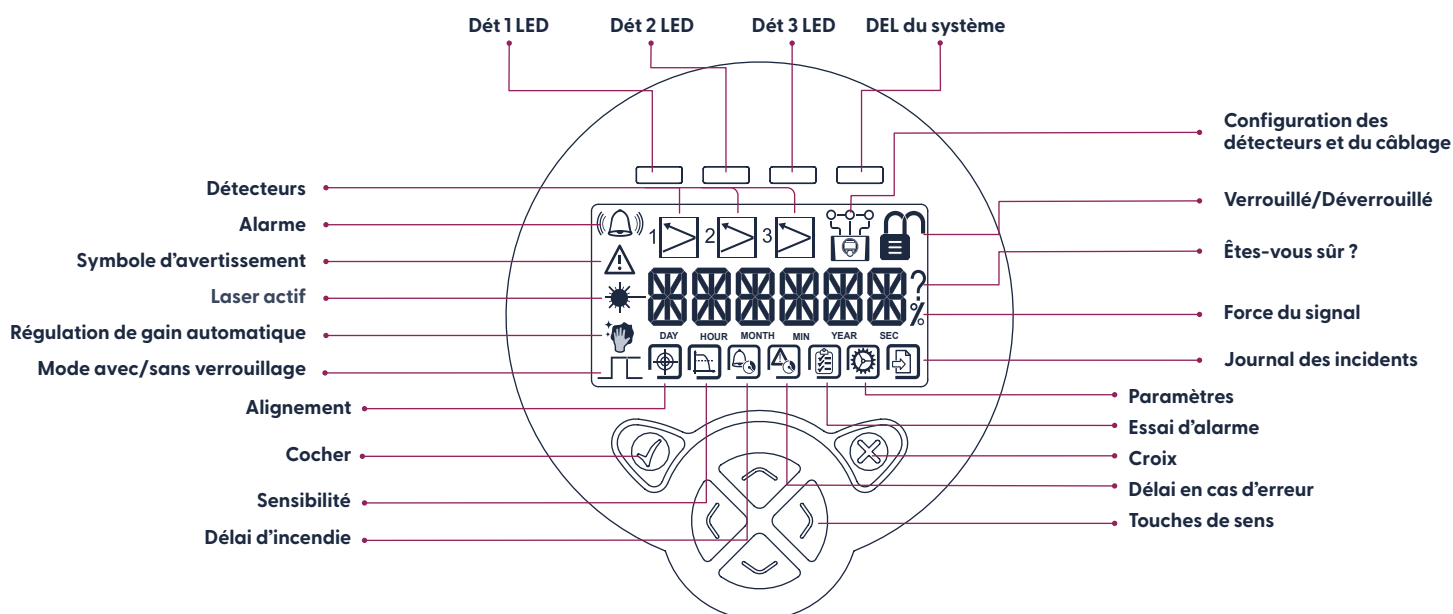 Dét 1 LED
Dét 2 LED
Dét 3 LED
DEL du système
Configuration des
détecteurs et du câblage
Détecteurs
Verrouillé/Déverrouillé
Alarme
1
2
3
Symbole d'avertissement
Êtes-vous sûr ?
?
Laser actif
Force du signal
%
Régulation de gain automatique
DAY HOUR MONTH MIN YEAR SEC
Mode avec/sans verrouillage
Journal des incidents
Alignement
Paramètres
Essai d'alarme
Cocher
Croix
Sensibilité
Délai en cas d'erreur
Délai d'incendie
Touches de sens